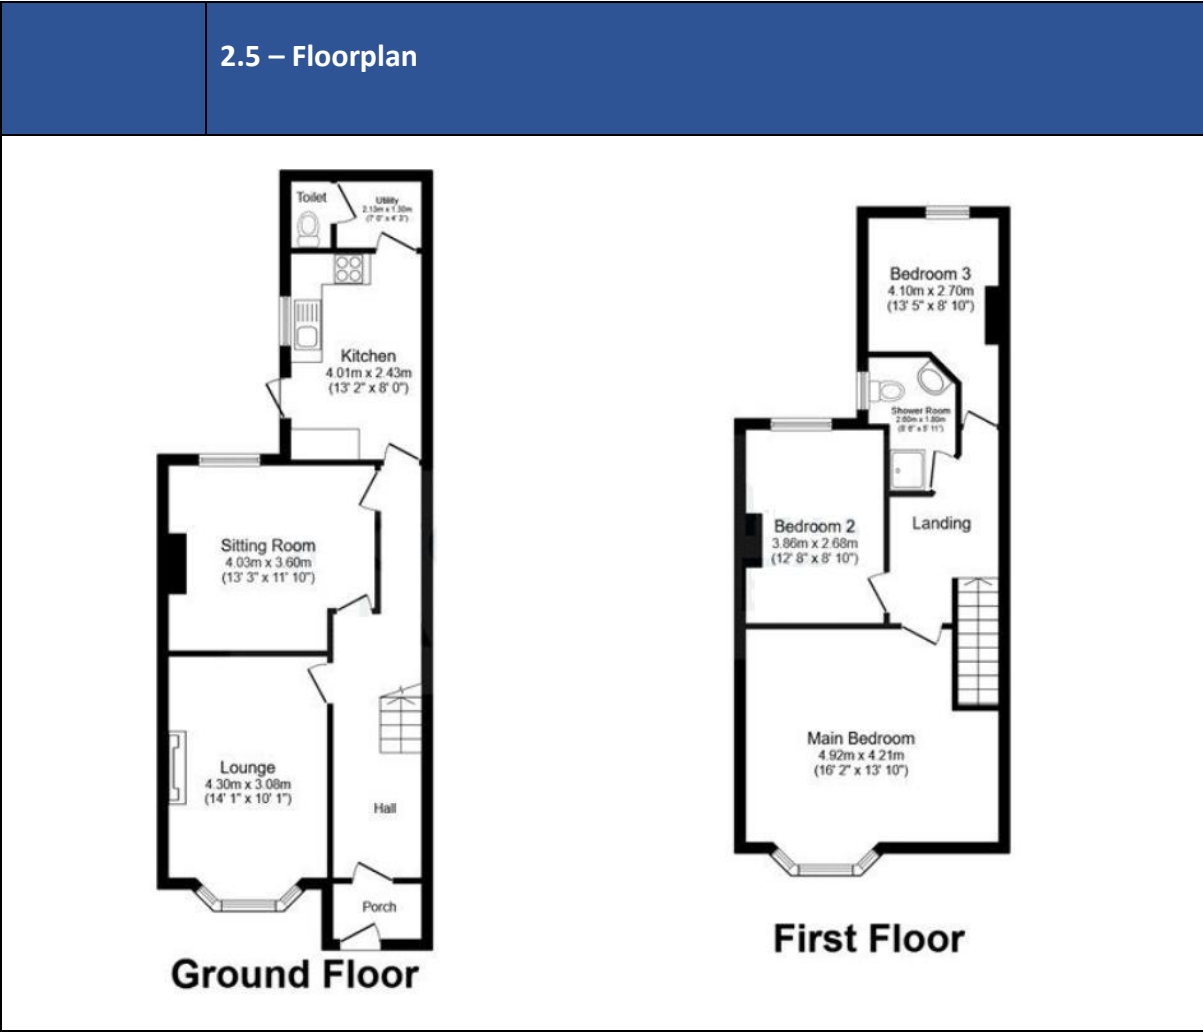 2.5 – Floorplan
Toilet
Utility
2.13m x 1.30m
(7' 0" x 4' 3")
Kitchen
4.01m x 2.43m
(13' 2" x 8' 0")
Sitting Room
4.03m x 3.60m
(13' 3" x 11' 10")
Lounge
4.30m x 3.08m
(14' 1" x 10' 1")
Hall
Porch
Ground Floor
Bedroom 3
4.10m x 2.70m
(13' 5" x 8' 10")
Shower Room
2.60m x 1.80m
(8' 6" x 5' 11")
Bedroom 2
3.86m x 2.68m
(12' 8" x 8' 10")
Landing
Main Bedroom
4.92m x 4.21m
(16' 2" x 13' 10")
First Floor